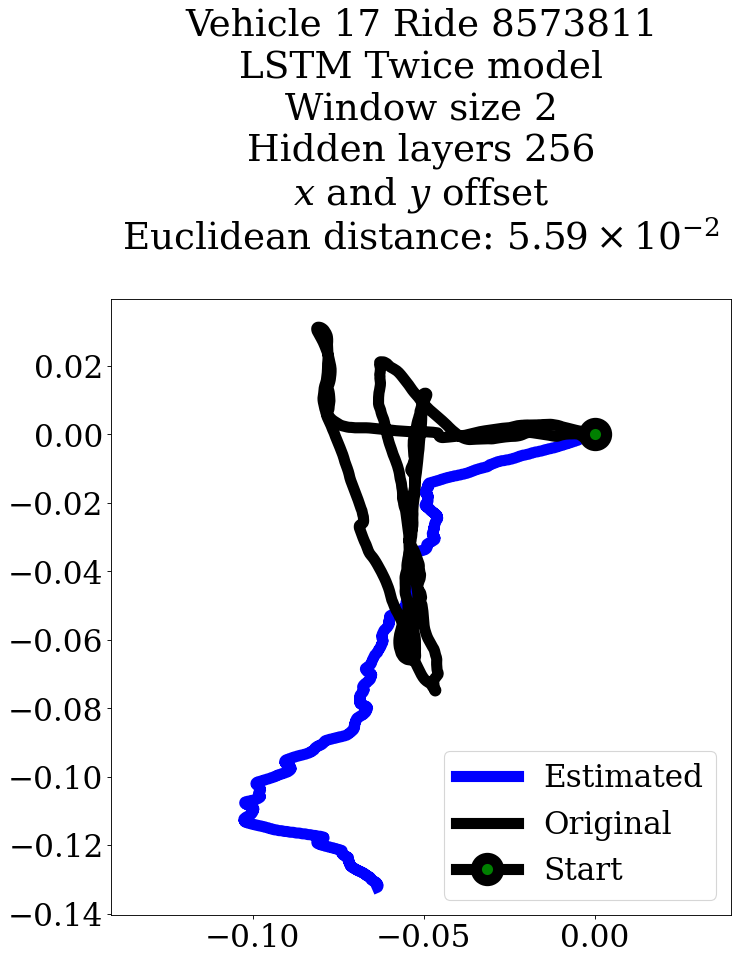 Vehicle 17 Ride 8573811
LSTM Twice model
Window size 2
Hidden layers 256
x and y offset
Euclidean distance: 5.59 × 10⁻²
0.02
0.00
−0.02
−0.04
−0.06
−0.08
−0.10
−0.12
−0.14
Estimated
Original
Start
−0.10 −0.05 0.00